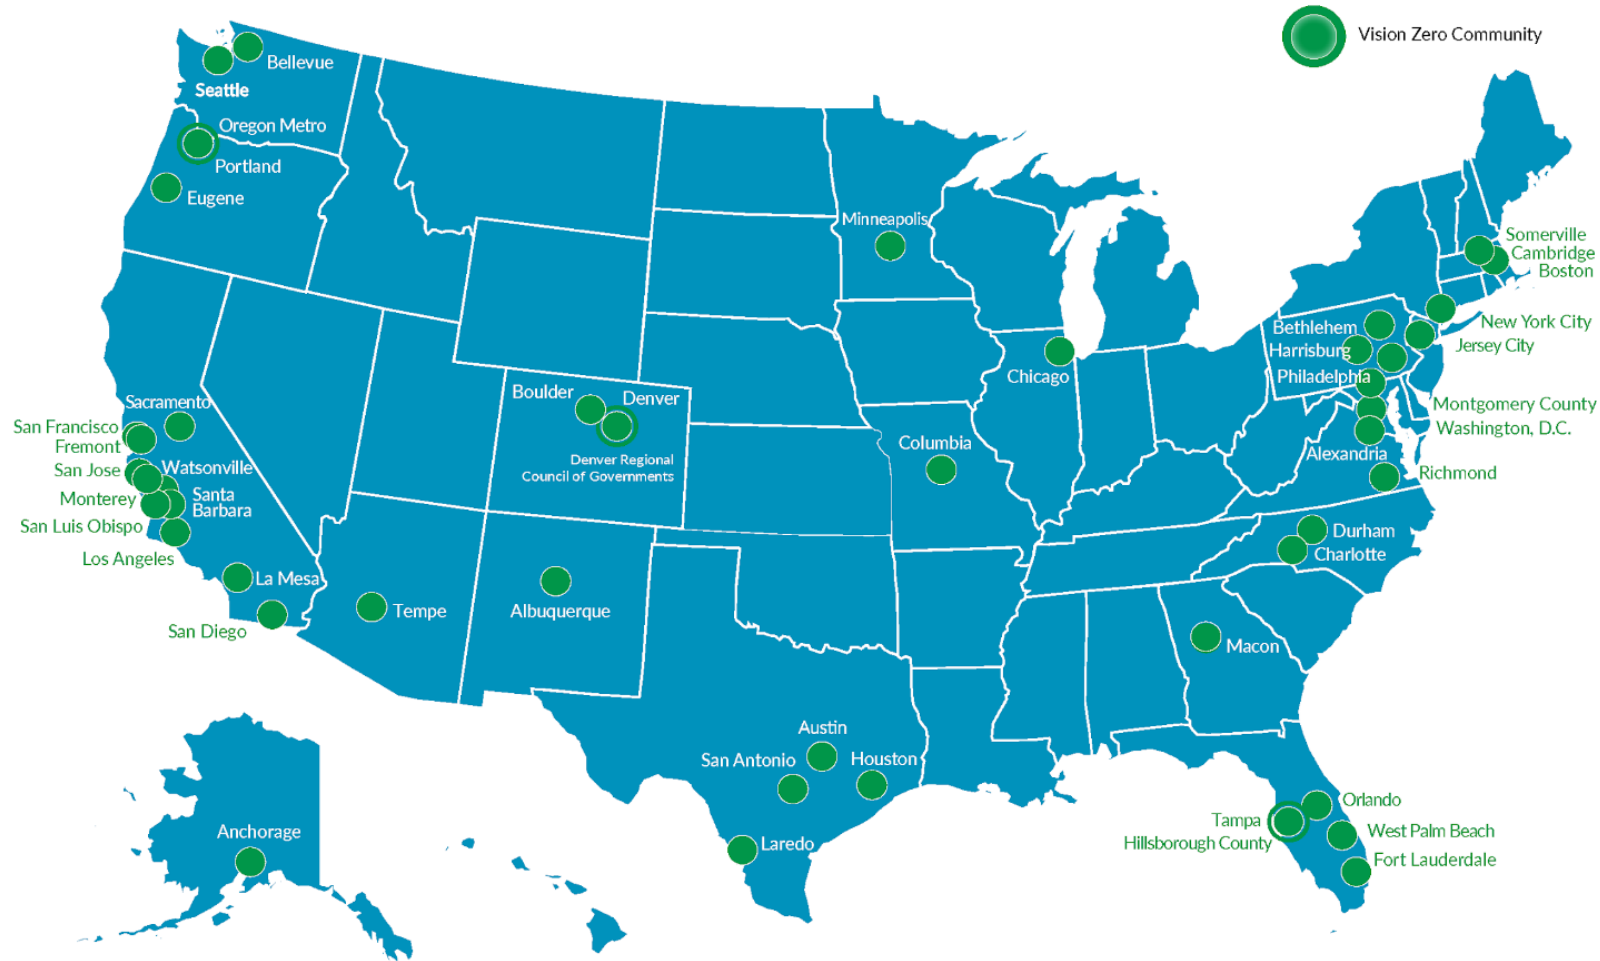 Vision Zero Community
Bellevue
Seattle
Oregon Metro
Portland
Eugene
Minneapolis
Somerville
Cambridge
Boston
New York City
Jersey City
Bethlehem
Harrisburg
Philadelphia
Chicago
Montgomery County
Washington, D.C.
Alexandria
Richmond
Boulder
Denver
Denver Regional
Council of Governments
Columbia
Sacramento
San Francisco
Fremont
San Jose
Watsonville
Monterey
Santa
Barbara
San Luis Obispo
Los Angeles
La Mesa
San Diego
Tempe
Albuquerque
Durham
Charlotte
Macon
Austin
San Antonio
Houston
Laredo
Orlando
Tampa
Hillsborough County
West Palm Beach
Fort Lauderdale
Anchorage